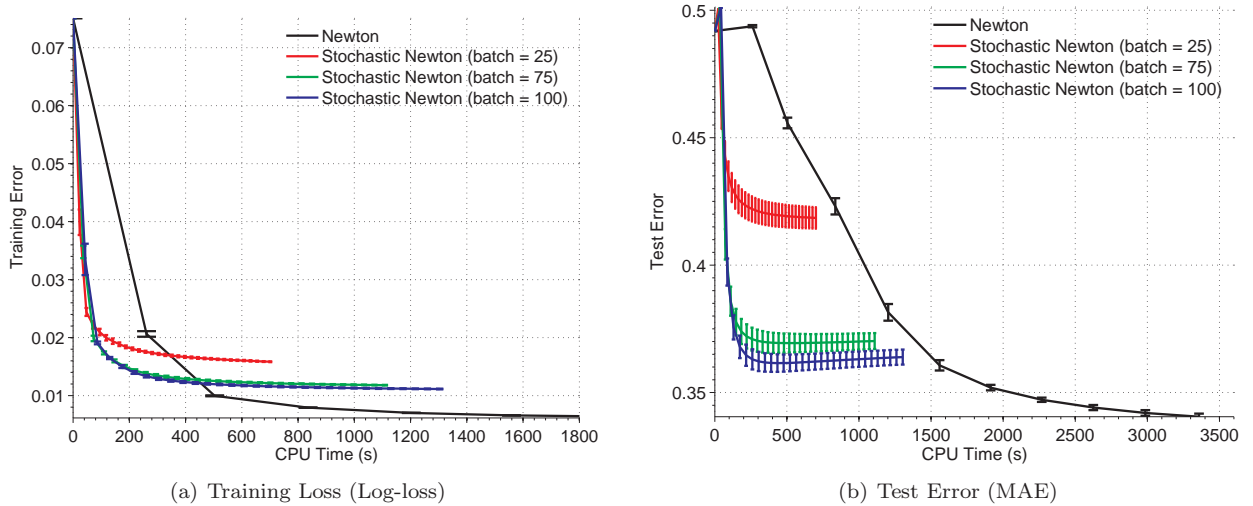 0.07
0.06
0.05
0.04
0.03
0.02
0.01
Training Error
0 200 400 600 800 1000 1200 1400 1600 1800
CPU Time (s)
Newton
Stochastic Newton (batch = 25)
Stochastic Newton (batch = 75)
Stochastic Newton (batch = 100)
(a) Training Loss (Log-loss)
0.5
0.45
0.4
0.35
Test Error
0 500 1000 1500 2000 2500 3000 3500
CPU Time (s)
Newton
Stochastic Newton (batch = 25)
Stochastic Newton (batch = 75)
Stochastic Newton (batch = 100)
(b) Test Error (MAE)